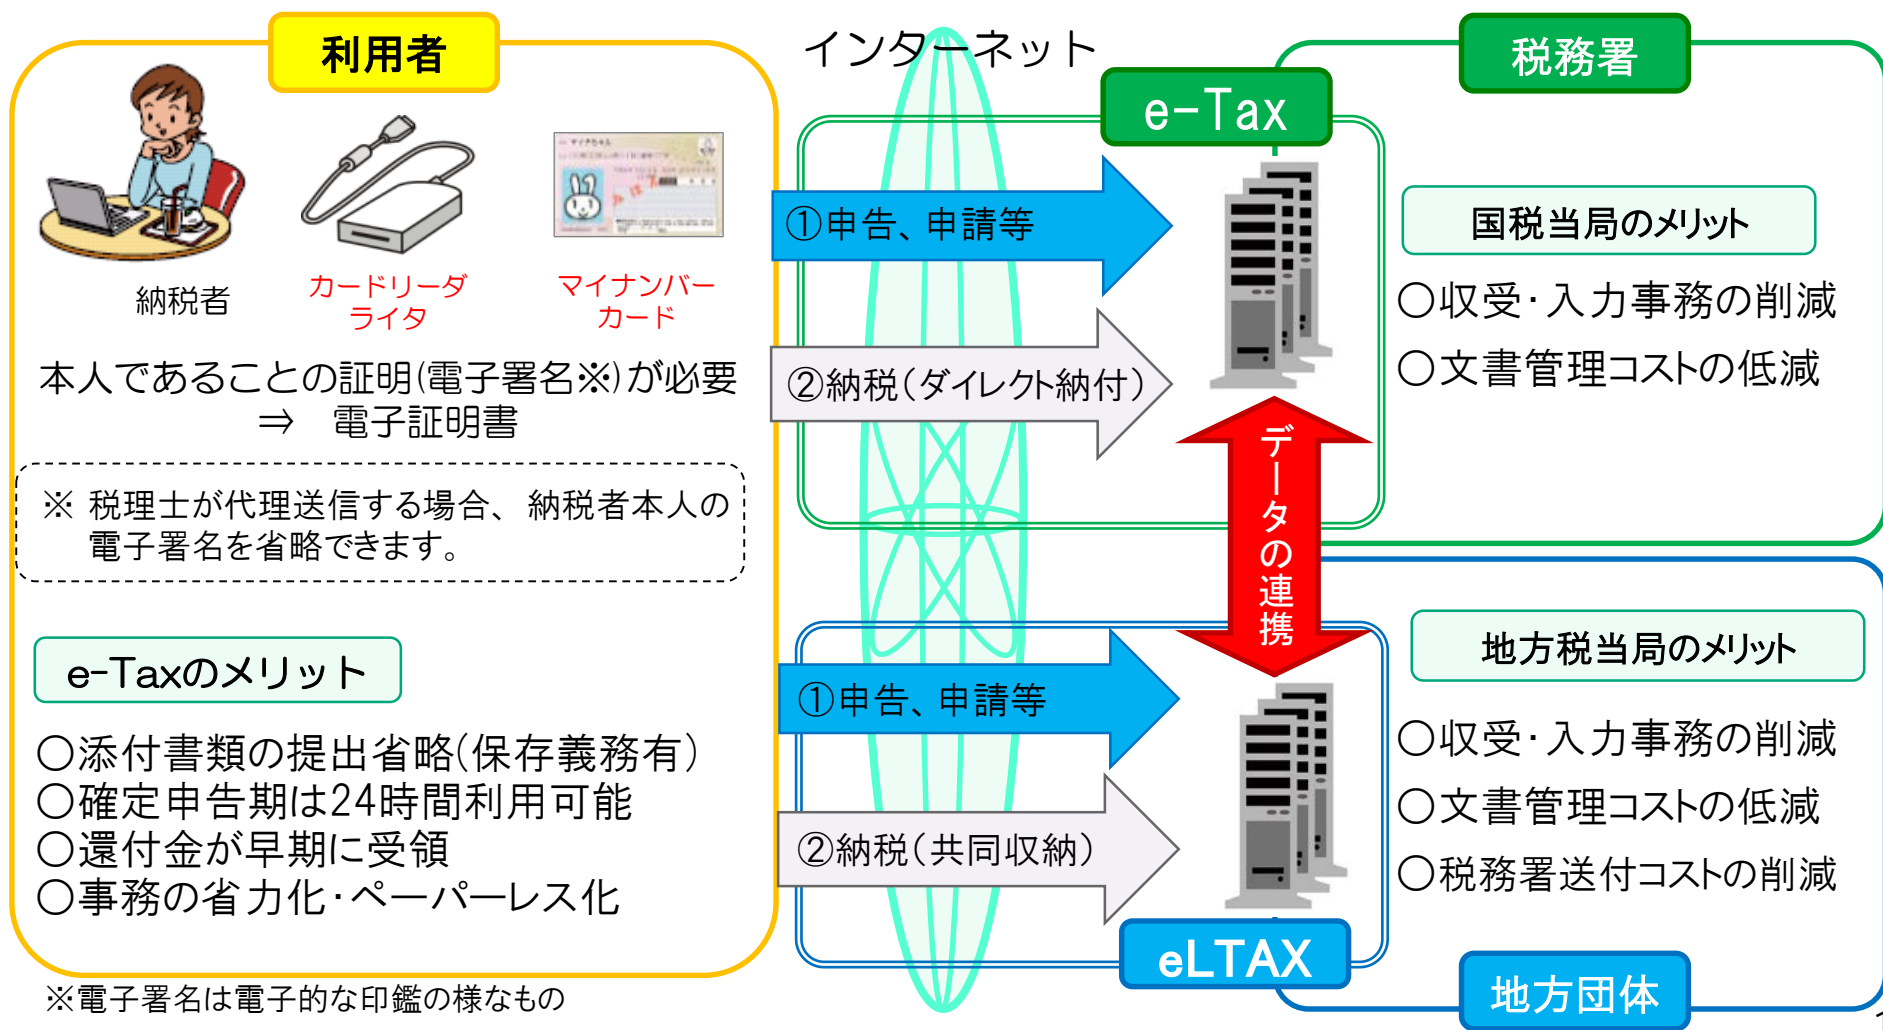 利用者
納税者
カードリーダ
ライタ
マイナンバー
カード
本人であることの証明(電子署名※)が必要
⇒ 電子証明書
※ 税理士が代理送信する場合、納税者本人の
電子署名を省略できます。
e-Taxのメリット
○添付書類の提出省略(保存義務有)
○確定申告期は24時間利用可能
○還付金が早期に受領
○事務の省力化・ペーパーレス化
※電子署名は電子的な印鑑の様なもの
インターネット
e-Tax
①申告、申請等
②納税(ダイレクト納付)
データの連携
①申告、申請等
②納税(共同収納)
eLTAX
税務署
国税当局のメリット
○収受・入力事務の削減
○文書管理コストの低減
地方税当局のメリット
○収受・入力事務の削減
○文書管理コストの低減
○税務署送付コストの削減
地方団体